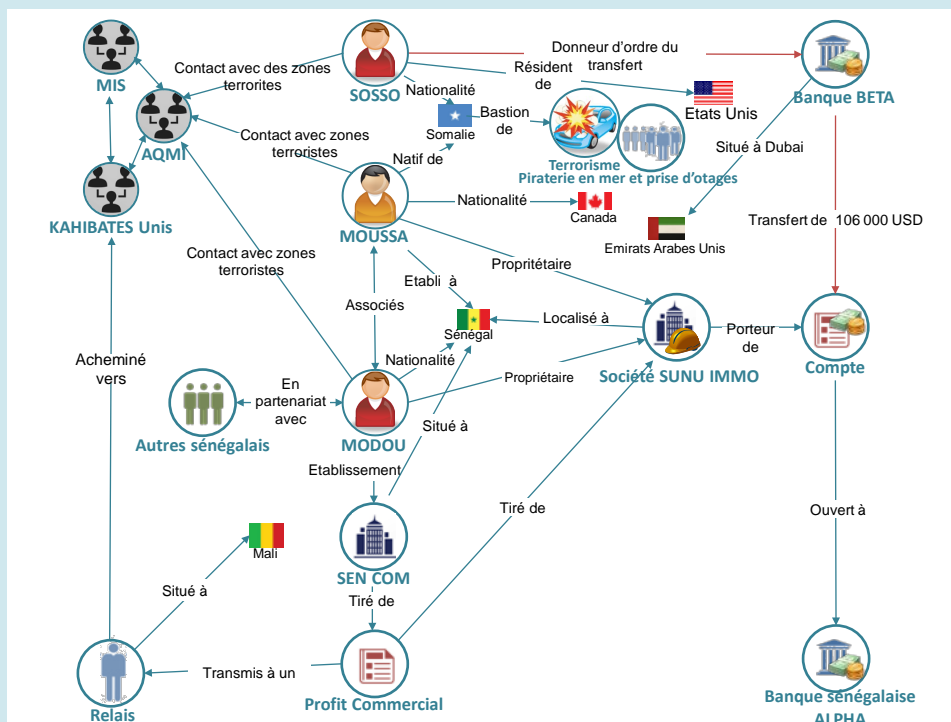 MIS
Contact avec des zones
terrorites
SOSSO
Donneur d'ordre du
transfert
Résident
de
Banque BETA
Nationalité
Etats Unis
AQMI
Contact avec zones
terroristes
Somalie
Bastion
de
Natif de
Terrorisme
Piraterie en mer et prise d'otages
Situé à Dubai
KAHIBATES Unis
MOUSSA
Nationalité
Canada
Emirats Arabes Unis
Transfert de 106 000 USD
Contact avec zones
terroristes
Propritétaire
Etabli à
Associés
Sénégal
Localisé à
Porteur
de
Acheminé
vers
Nationalité
Société SUNU IMMO
Compte
En
partenariat
avec
Propriétaire
Autres sénégalais
MODOU
Situé à
Etablissement
Tiré de
Ouvert à
Mali
SEN COM
Situé à
Tiré de
Transmis à un
Relais
Profit Commercial
Banque sénégalaise
ALPHA